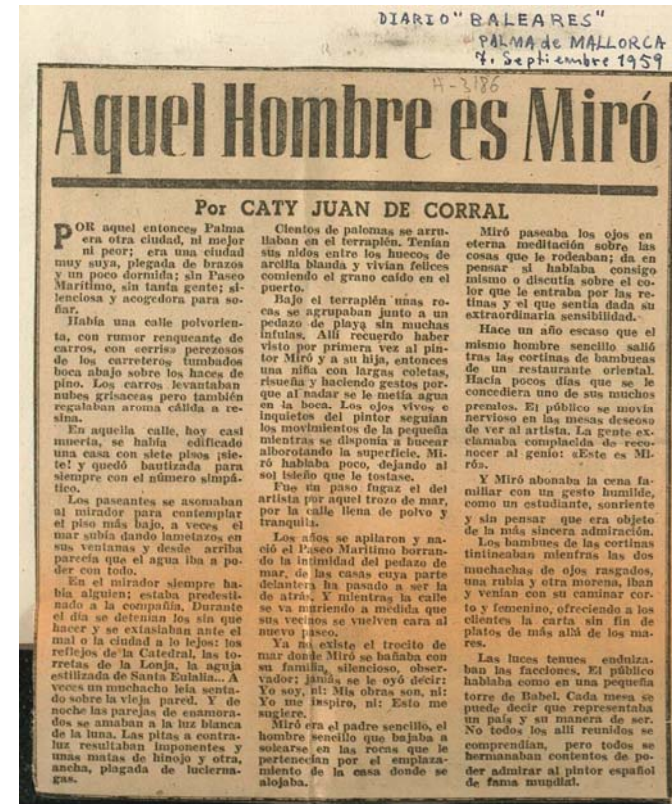 DIARIO "BALEARES"
PALMA de MALLORCA
7. Septiembre 1959
H-3186
Aquel Hombre es Miró
Por CATY JUAN DE CORRAL
POR aquel entonces Palma
era otra ciudad, ni mejor
ni peor; era una ciudad
muy suya, plegada de brazos
y un poco dormida; sin Paseo
Marítimo, sin tanta gente; si-
lenciosa y acogedora para so-
ñar.
Había una calle polvorien-
ta, con rumor renqueante de
carros, con «erris» perezosos
de los carreteros tumbados
boca abajo sobre los haces de
pino. Los carros levantaban
nubes grisaceas pero también
regalaban aroma cálida a re-
sina.
En aquella calle, hoy casi
muerta, se había edificado
una casa con siete pisos ¡sie-
te! y quedó bautizada para
siempre con el número simpá-
tico.
Los paseantes se asomaban
al mirador para contemplar
el piso más bajo, a veces el
mar subía dando lametazos en
sus ventanas y desde arriba
parecía que el agua iba a po-
der con todo.
En el mirador siempre ha-
bía alguien; estaba predesti-
nado a la compañía. Durante
el día se detenían los sin que
hacer y se extasiaban ante el
mal o la ciudad a lo lejos: los
reflejos de la Catedral, las to-
rretas de la Lonja, la aguja
estilizada de Santa Eulalia... A
veces un muchacho leía senta-
do sobre la vieja pared. Y de
noche las parejas de enamora-
dos se amaban a la luz blanca
de la luna. Las pitas a contra-
luz resultaban imponentes y
unas matas de hinojo y otra,
ancha, plagada de lucierna-
gas.
Cientos de palomas se arru-
llaban en el terraplén. Tenían
sus nidos entre los huecos de
arcilla blanda y vivían felices
comiendo el grano caído en el
puerto.
Bajo el terraplén unas ro-
cas se agrupaban junto a un
pedazo de playa sin muchas
ínfulas. Allí recuerdo haber
visto por primera vez al pin-
tor Miró y a su hija, entonces
una niña con largas coletas,
risueña y haciendo gestos por-
que al nadar se le metía agua
en la boca. Los ojos vivos e
inquietos del pintor seguían
los movimientos de la pequeña
mientras se disponía a bucear
alborotando la superficie. Mi-
ró hablaba poco, dejando al
sol isleño que le tostase.
Fue un paso fugaz el del
artista por aquel trozo de mar,
por la calle llena de polvo y
tranquila.
Los años se apilaron y na-
ció el Paseo Marítimo borran-
do la intimidad del pedazo de
mar, de las casas cuya parte
delantera ha pasado a ser la
de atrás. Y mientras la calle
se va muriendo a medida que
sus vecinos se vuelven cara al
nuevo paseo.
Ya no existe el trocito de
mar donde Miró se bañaba con
su familia, silencioso, obser-
vador; jamás se le oyó decir:
Yo soy, ni: Mis obras son, ni:
Yo me inspiro, ni: Esto me
sugiere.
Miró era el padre sencillo, el
hombre sencillo que bajaba a
solearse en las rocas que le
pertenecían por el emplaza-
miento de la casa donde se
alojaba.
Miró paseaba los ojos en
eterna meditación sobre las
cosas que le rodeaban; da en
pensar si hablaba consigo
mismo o discutía sobre el co-
lor que le entraba por las re-
tinas y el que sentía dada su
extraordinaria sensibilidad.
Hace un año escaso que el
mismo hombre sencillo salió
tras las cortinas de bambueas
de un restaurante oriental.
Hacía pocos días que se le
concediera uno de sus muchos
premios. El público se movía
nervioso en las mesas deseoso
de ver al artista. La gente ex-
clamaba complacida de reco-
nocer al genio: «Este es Mi-
ró».
Y Miró abonaba la cena fa-
miliar con un gesto humilde,
como un estudiante, sonriente
y sin pensar que era objeto
de la más sincera admiración.
Los bambues de las cortinas
tintineaban mientras las dos
muchachas de ojos rasgados,
una rubia y otra morena, iban
y venían con su caminar cor-
to y femenino, ofreciendo a los
clientes la carta sin fin de
platos de más allá de los ma-
res.
Las luces tenues endulza-
ban las facciones. El público
hablaba como en una pequeña
torre de Babel. Cada mesa se
puede decir que representaba
un país y su manera de ser.
No todos los allí reunidos se
comprendían, pero todos se
hermanaban contentos de po-
der admirar al pintor español
de fama mundial.